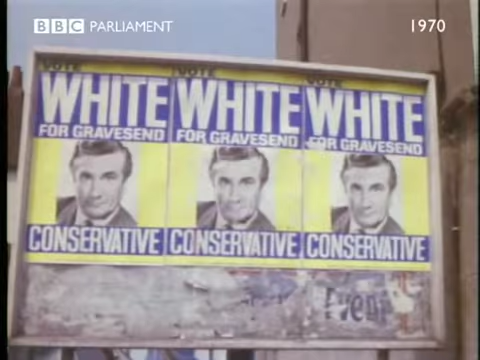 BBC PARLIAMENT
1970
VOTE VOTE VOTE
WHITE WHITE WHITE
FOR GRAVESEND FOR GRAVESEND FOR GRAVESEND
CONSERVATIVE CONSERVATIVE CONSERVATIVE